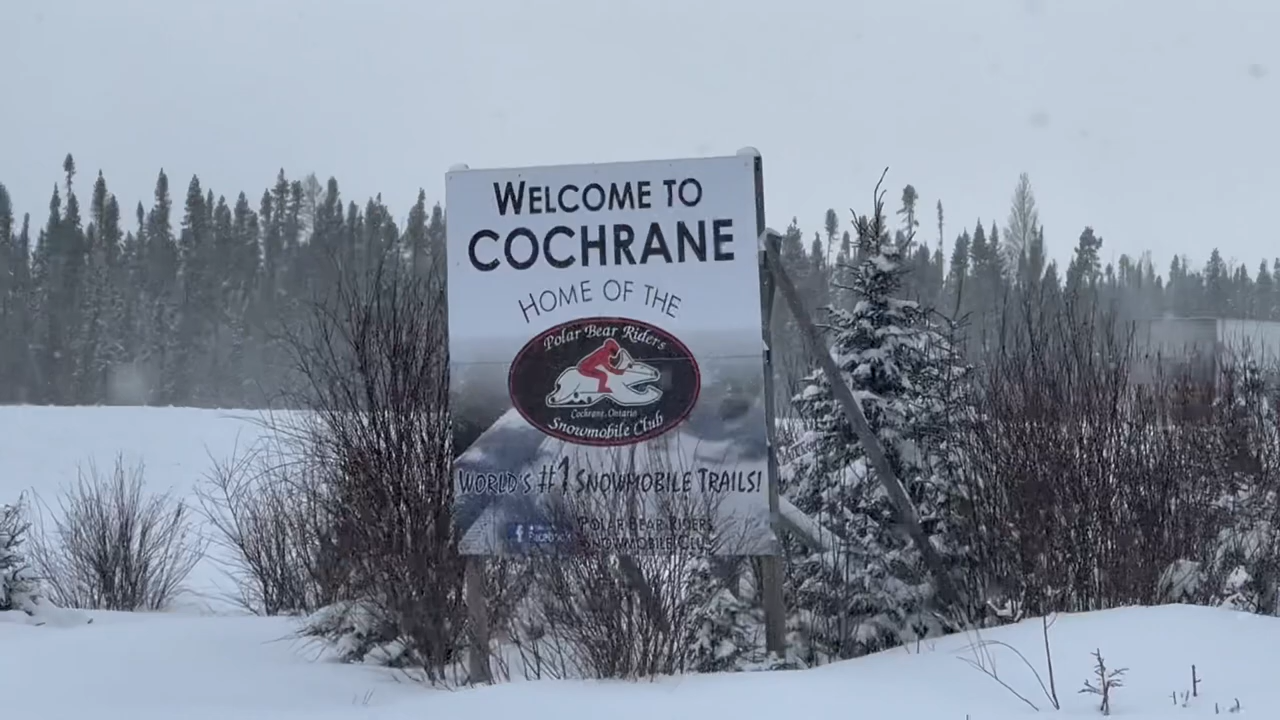 WELCOME TO
COCHRANE
HOME OF THE
Polar Bear Riders
Cochrane, Ontario
Snowmobile Club
WORLD'S #1 SNOWMOBILE TRAILS!
Facebook
POLAR BEAR RIDERS
SNOWMOBILE CLUB